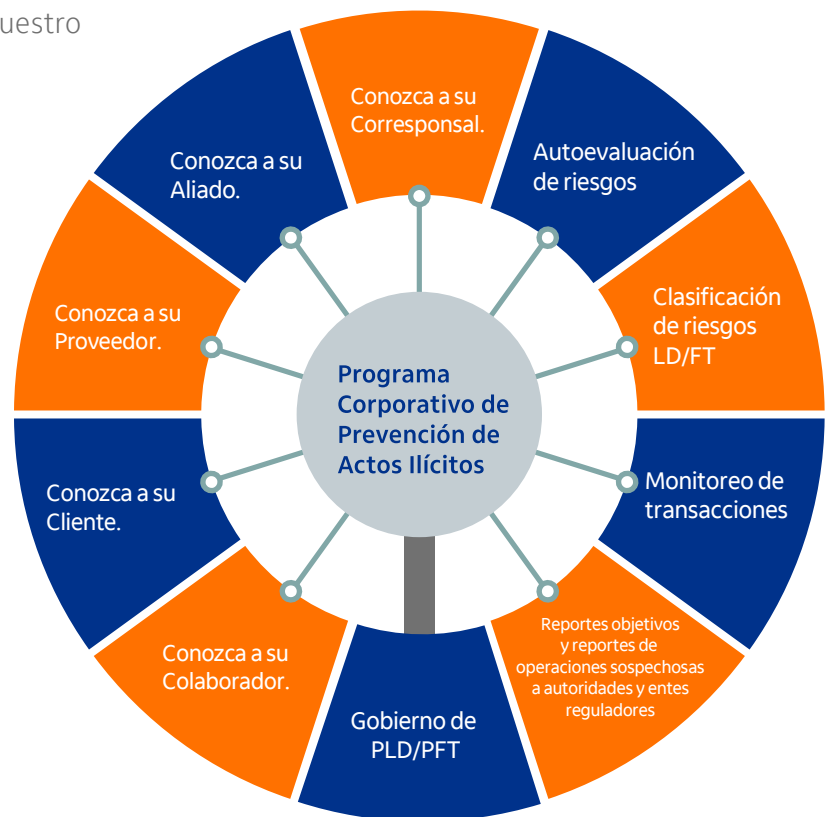 uestro
Conozca a su
Corresponsal.
Autoevaluación
de riesgos
Clasificación
de riesgos
LD/FT
Monitoreo de
transacciones
Reportes objetivos
y reportes de
operaciones sospechosas
a autoridades y entes
reguladores
Gobierno de
PLD/PFT
Conozca a su
Colaborador.
Conozca a su
Cliente.
Conozca a su
Proveedor.
Conozca a su
Aliado.
Programa
Corporativo de
Prevención de
Actos Ilícitos